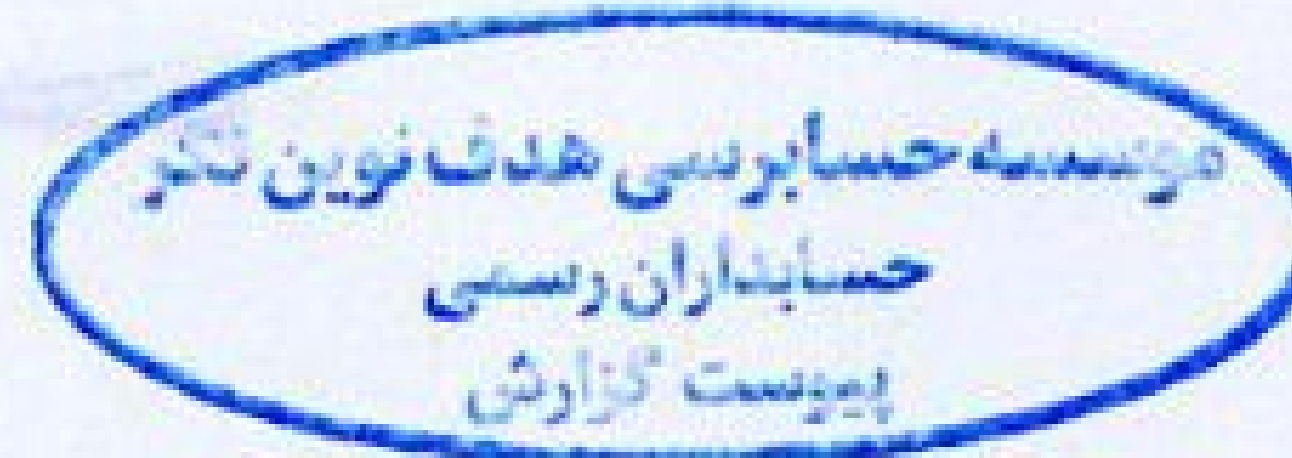 موسسه حسابرسی هدف نوین نگر
حسابداران رسمی
پیوست گزارش